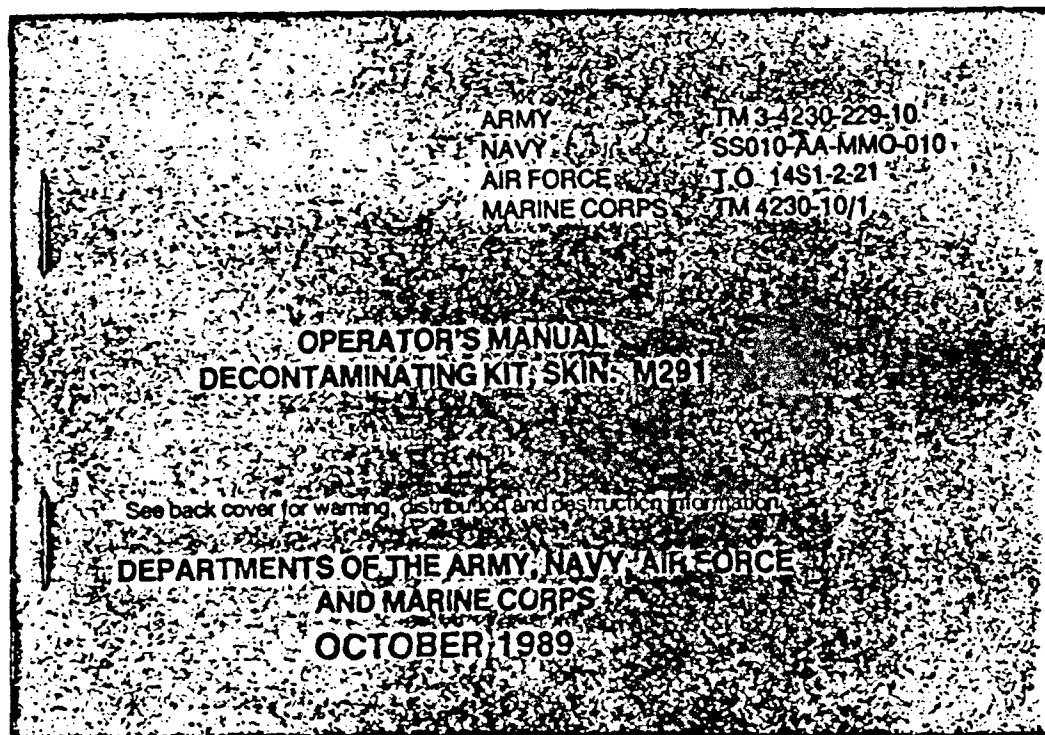 ARMY TM 3-4230-229-10
NAVY SS010-AA-MMO-010
AIR FORCE T.O. 14S1-2-21
MARINE CORPS TM 4230-10/1
OPERATOR'S MANUAL
DECONTAMINATING KIT, SKIN: M291
See back cover for warning, distribution and destruction information.
DEPARTMENTS OF THE ARMY, NAVY, AIR FORCE
AND MARINE CORPS
OCTOBER 1989